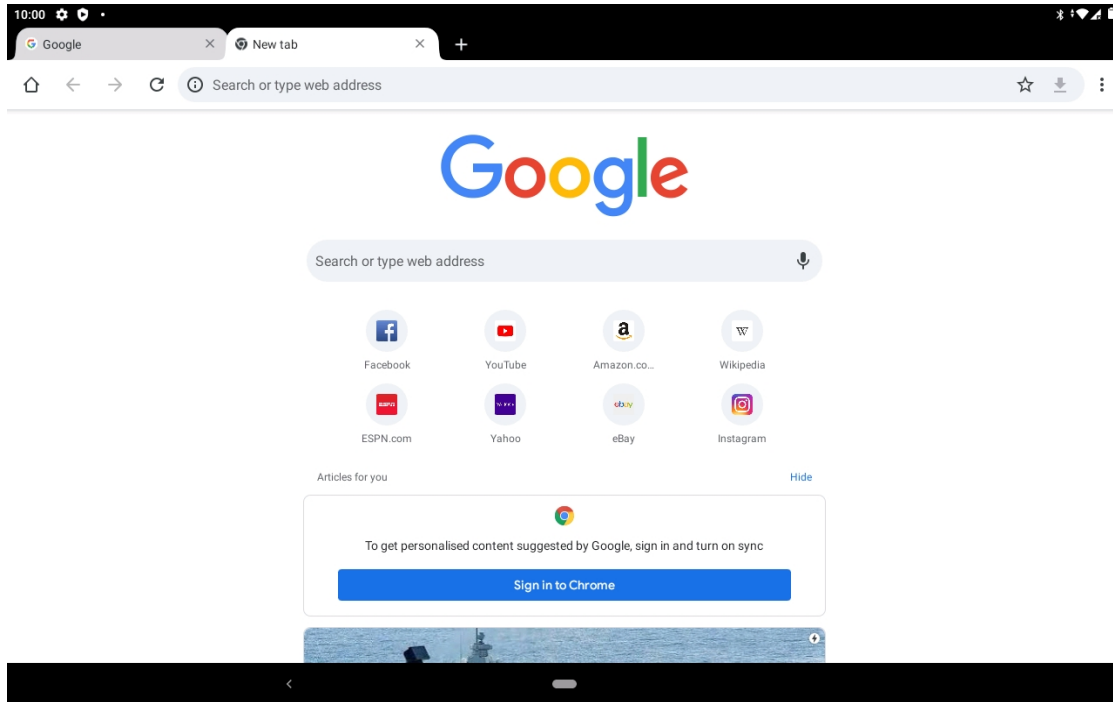 10:00
Google
New tab
Search or type web address
Google
Search or type web address
Facebook YouTube Amazon.co... Wikipedia
ESPN
ebay
ESPN.com Yahoo eBay Instagram
Articles for you Hide
To get personalised content suggested by Google, sign in and turn on sync
Sign in to Chrome